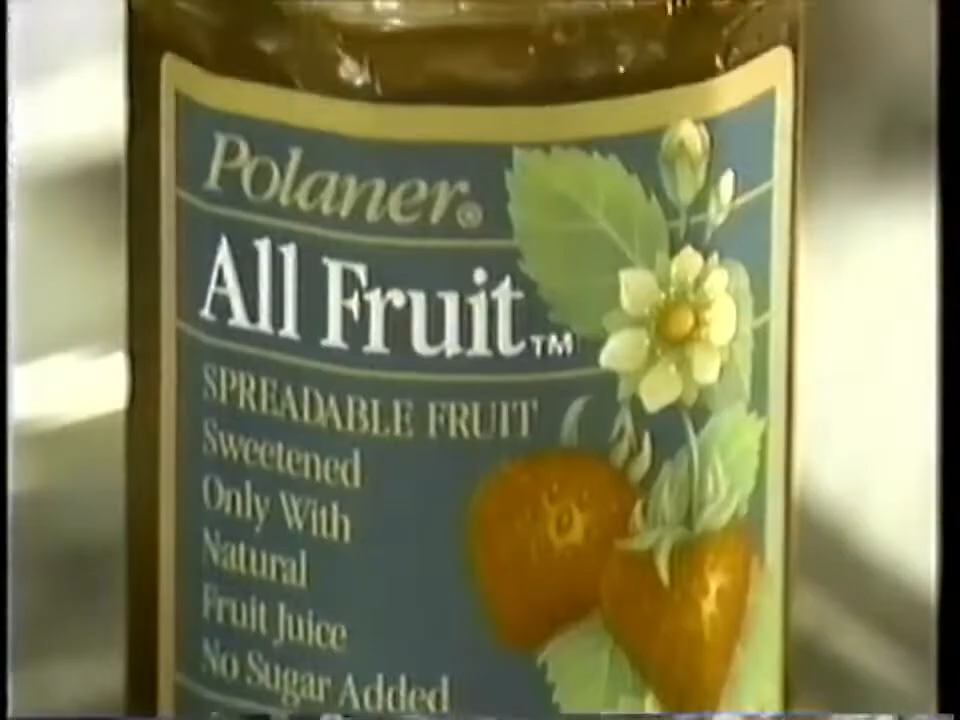 Polaner®
All Fruit™
SPREADABLE FRUIT
Sweetened
Only With
Natural
Fruit Juice
No Sugar Added